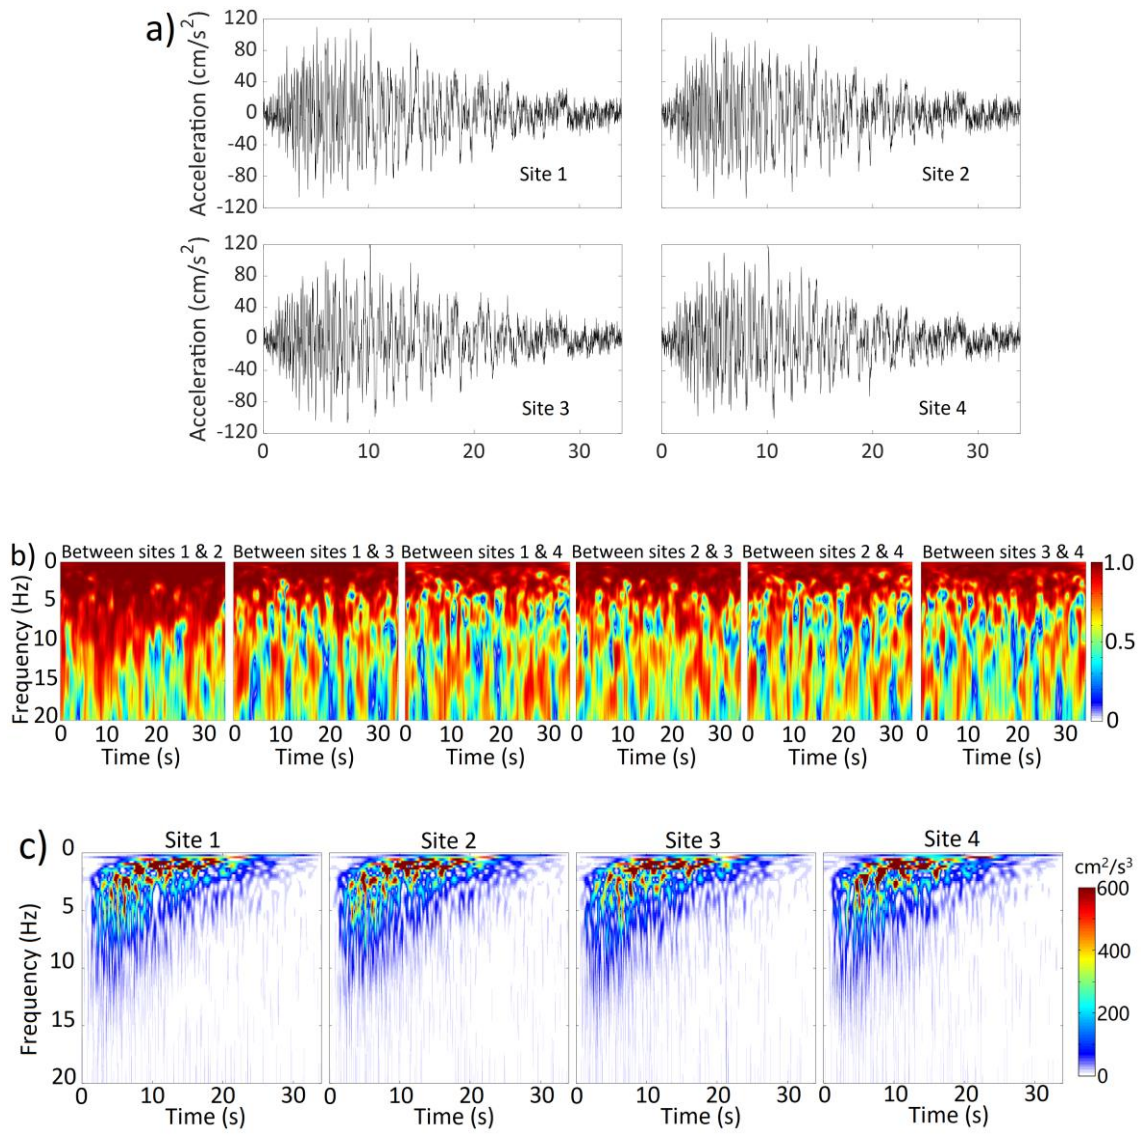 a)
Acceleration (cm/s²)
120
80
40
0
-40
-80
-120
Site 1
Site 2
Acceleration (cm/s²)
120
80
40
0
-40
-80
-120
Site 3
Site 4
0 10 20 30
0 10 20 30
b)
Between sites 1 & 2 Between sites 1 & 3 Between sites 1 & 4 Between sites 2 & 3 Between sites 2 & 4 Between sites 3 & 4
Frequency (Hz)
0
5
10
15
20
1.0
0.5
0
0 10 20 30 0 10 20 30 0 10 20 30 0 10 20 30 0 10 20 30 0 10 20 30
Time (s) Time (s) Time (s) Time (s) Time (s) Time (s)
c)
Site 1 Site 2 Site 3 Site 4
Frequency (Hz)
0
5
10
15
20
cm²/s³
600
400
200
0
0 10 20 30 0 10 20 30 0 10 20 30 0 10 20 30
Time (s) Time (s) Time (s) Time (s)